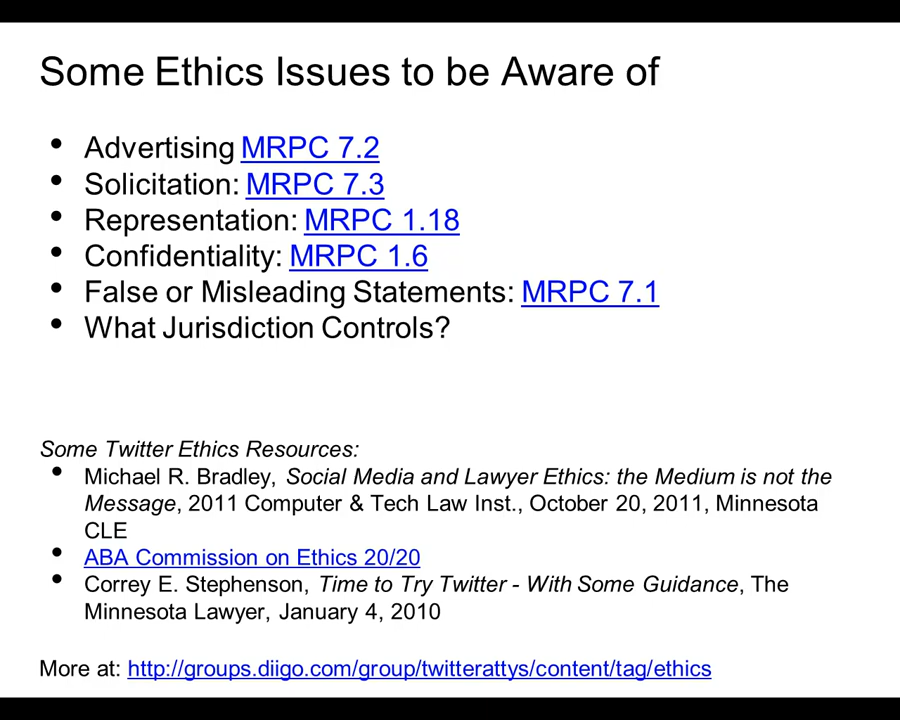 Some Ethics Issues to be Aware of
• Advertising MRPC 7.2
• Solicitation: MRPC 7.3
• Representation: MRPC 1.18
• Confidentiality: MRPC 1.6
• False or Misleading Statements: MRPC 7.1
• What Jurisdiction Controls?
Some Twitter Ethics Resources:
• Michael R. Bradley, Social Media and Lawyer Ethics: the Medium is not the
Message, 2011 Computer & Tech Law Inst., October 20, 2011, Minnesota
CLE
• ABA Commission on Ethics 20/20
• Correy E. Stephenson, Time to Try Twitter - With Some Guidance, The
Minnesota Lawyer, January 4, 2010
More at: http://groups.diigo.com/group/twitterattys/content/tag/ethics